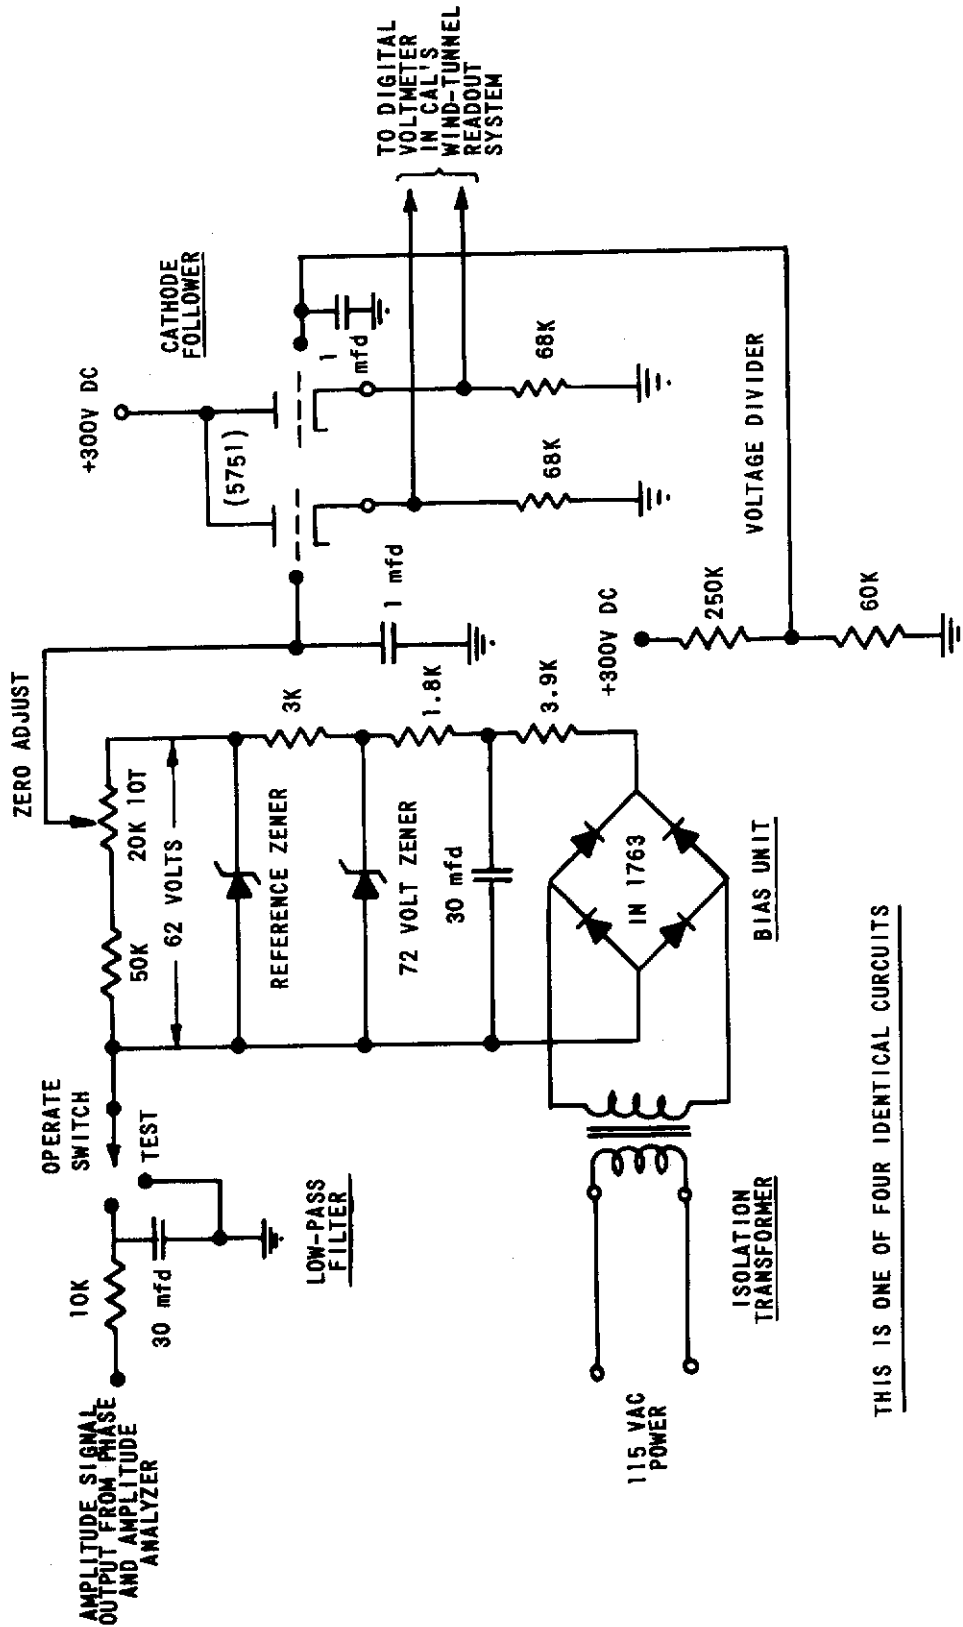 AMPLITUDE SIGNAL
OUTPUT FROM PHASE
AND AMPLITUDE
ANALYZER
10K
30 mfd
LOW-PASS
FILTER
OPERATE
SWITCH
TEST
ZERO ADJUST
50K
20K 10T
62 VOLTS
REFERENCE ZENER
3K
72 VOLT ZENER
1.8K
30 mfd
3.9K
IN 1763
BIAS UNIT
ISOLATION
TRANSFORMER
115 VAC
POWER
+300V DC
CATHODE
FOLLOWER
(5751)
1 mfd
1
mfd
68K
68K
TO DIGITAL
VOLTMETER
IN CAL'S
WIND-TUNNEL
READOUT
SYSTEM
+300V DC
250K
60K
VOLTAGE DIVIDER
THIS IS ONE OF FOUR IDENTICAL CURCUITS